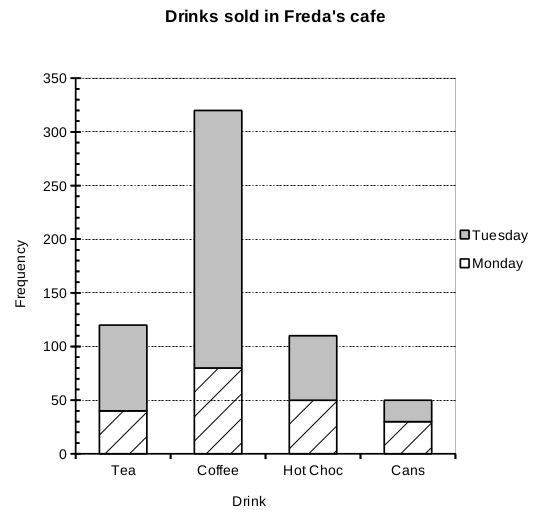 Drinks sold in Freda's cafe
350
300
250
200
150
100
50
0
Frequency
Tea Coffee Hot Choc Cans
Drink
Tuesday
Monday